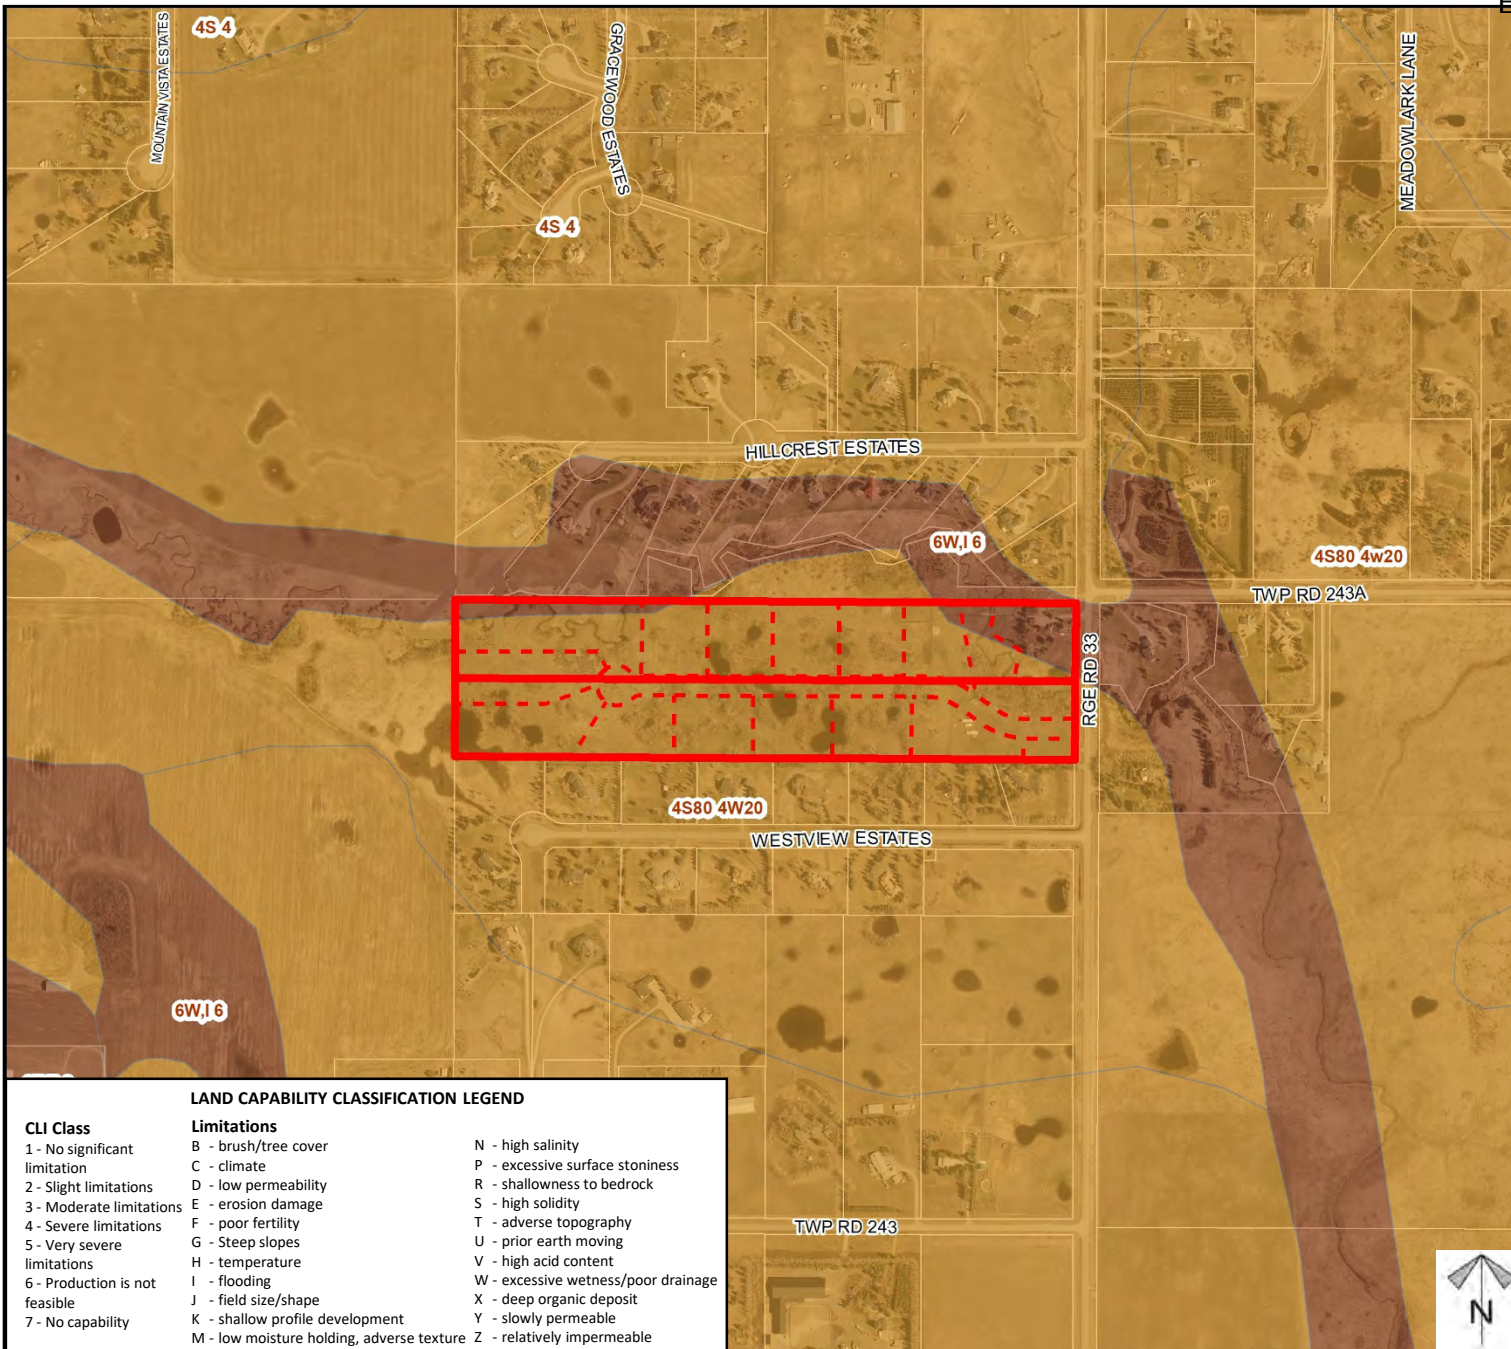 4S 4
MOUNTAIN VISTA ESTATES
GRACEWOOD ESTATES
MEADOWLARK LANE
4S 4
HILLCREST ESTATES
6W,I 6
4S80 4w20
TWP RD 243A
RGE RD 33
4S80 4W20
WESTVIEW ESTATES
6W,I 6
TWP RD 243
LAND CAPABILITY CLASSIFICATION LEGEND
CLI Class
1 - No significant
limitation
2 - Slight limitations
3 - Moderate limitations
4 - Severe limitations
5 - Very severe
limitations
6 - Production is not
feasible
7 - No capability
Limitations
B - brush/tree cover
C - climate
D - low permeability
E - erosion damage
F - poor fertility
G - Steep slopes
H - temperature
I - flooding
J - field size/shape
K - shallow profile development
M - low moisture holding, adverse texture
N - high salinity
P - excessive surface stoniness
R - shallowness to bedrock
S - high solidity
T - adverse topography
U - prior earth moving
V - high acid content
W - excessive wetness/poor drainage
X - deep organic deposit
Y - slowly permeable
Z - relatively impermeable
N